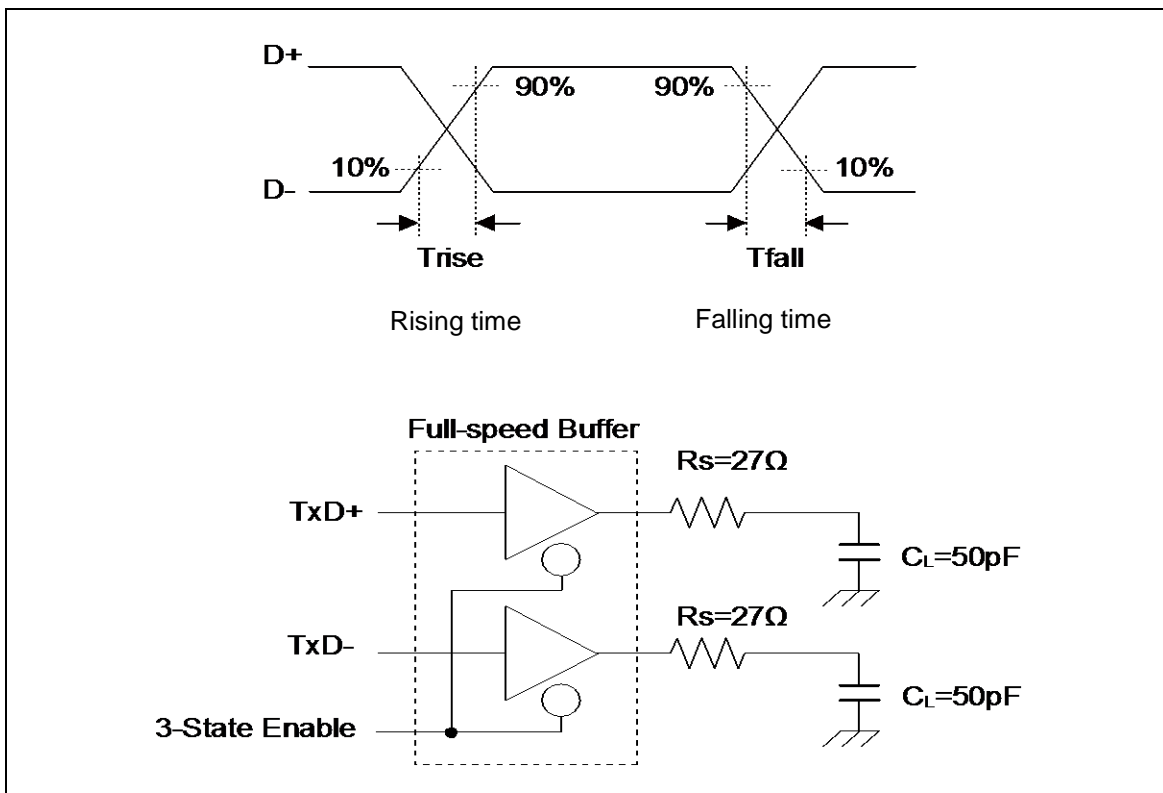 D+
90%
90%
10%
10%
D-
Trise
Tfall
Rising time
Falling time
Full-speed Buffer
Rs=27Ω
TxD+
CL=50pF
Rs=27Ω
TxD-
CL=50pF
3-State Enable